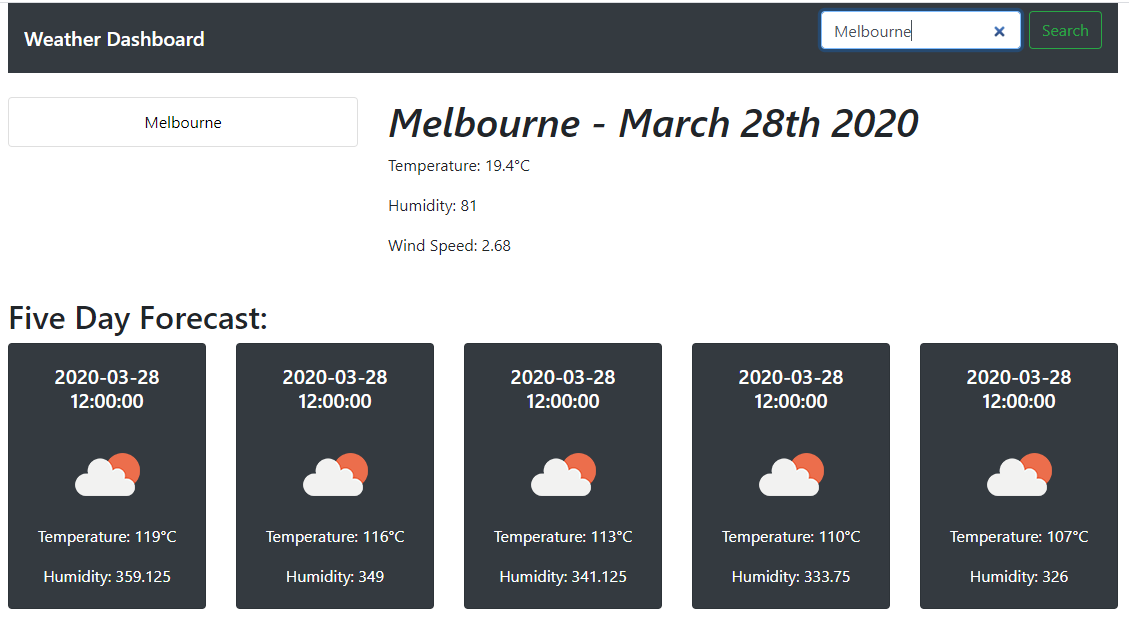 Weather Dashboard
Melbourne
Search
Melbourne
Melbourne - March 28th 2020
Temperature: 19.4°C
Humidity: 81
Wind Speed: 2.68
Five Day Forecast:
2020-03-28
12:00:00
Temperature: 119°C
Humidity: 359.125
2020-03-28
12:00:00
Temperature: 116°C
Humidity: 349
2020-03-28
12:00:00
Temperature: 113°C
Humidity: 341.125
2020-03-28
12:00:00
Temperature: 110°C
Humidity: 333.75
2020-03-28
12:00:00
Temperature: 107°C
Humidity: 326